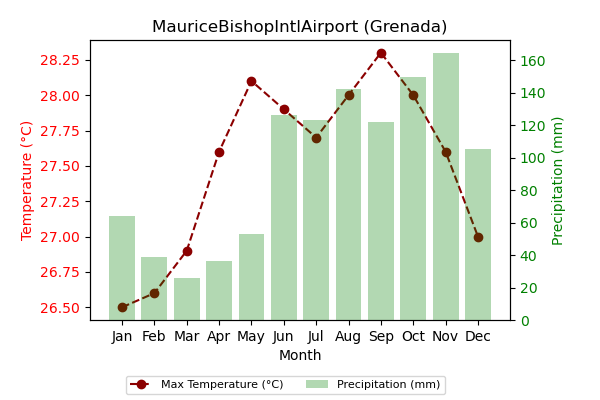 MauriceBishopIntlAirport (Grenada)
28.25
28.00
27.75
27.50
27.25
27.00
26.75
26.50
Temperature (°C)
160
140
120
100
80
60
40
20
0
Precipitation (mm)
Jan Feb Mar Apr May Jun Jul Aug Sep Oct Nov Dec
Month
Max Temperature (°C) Precipitation (mm)